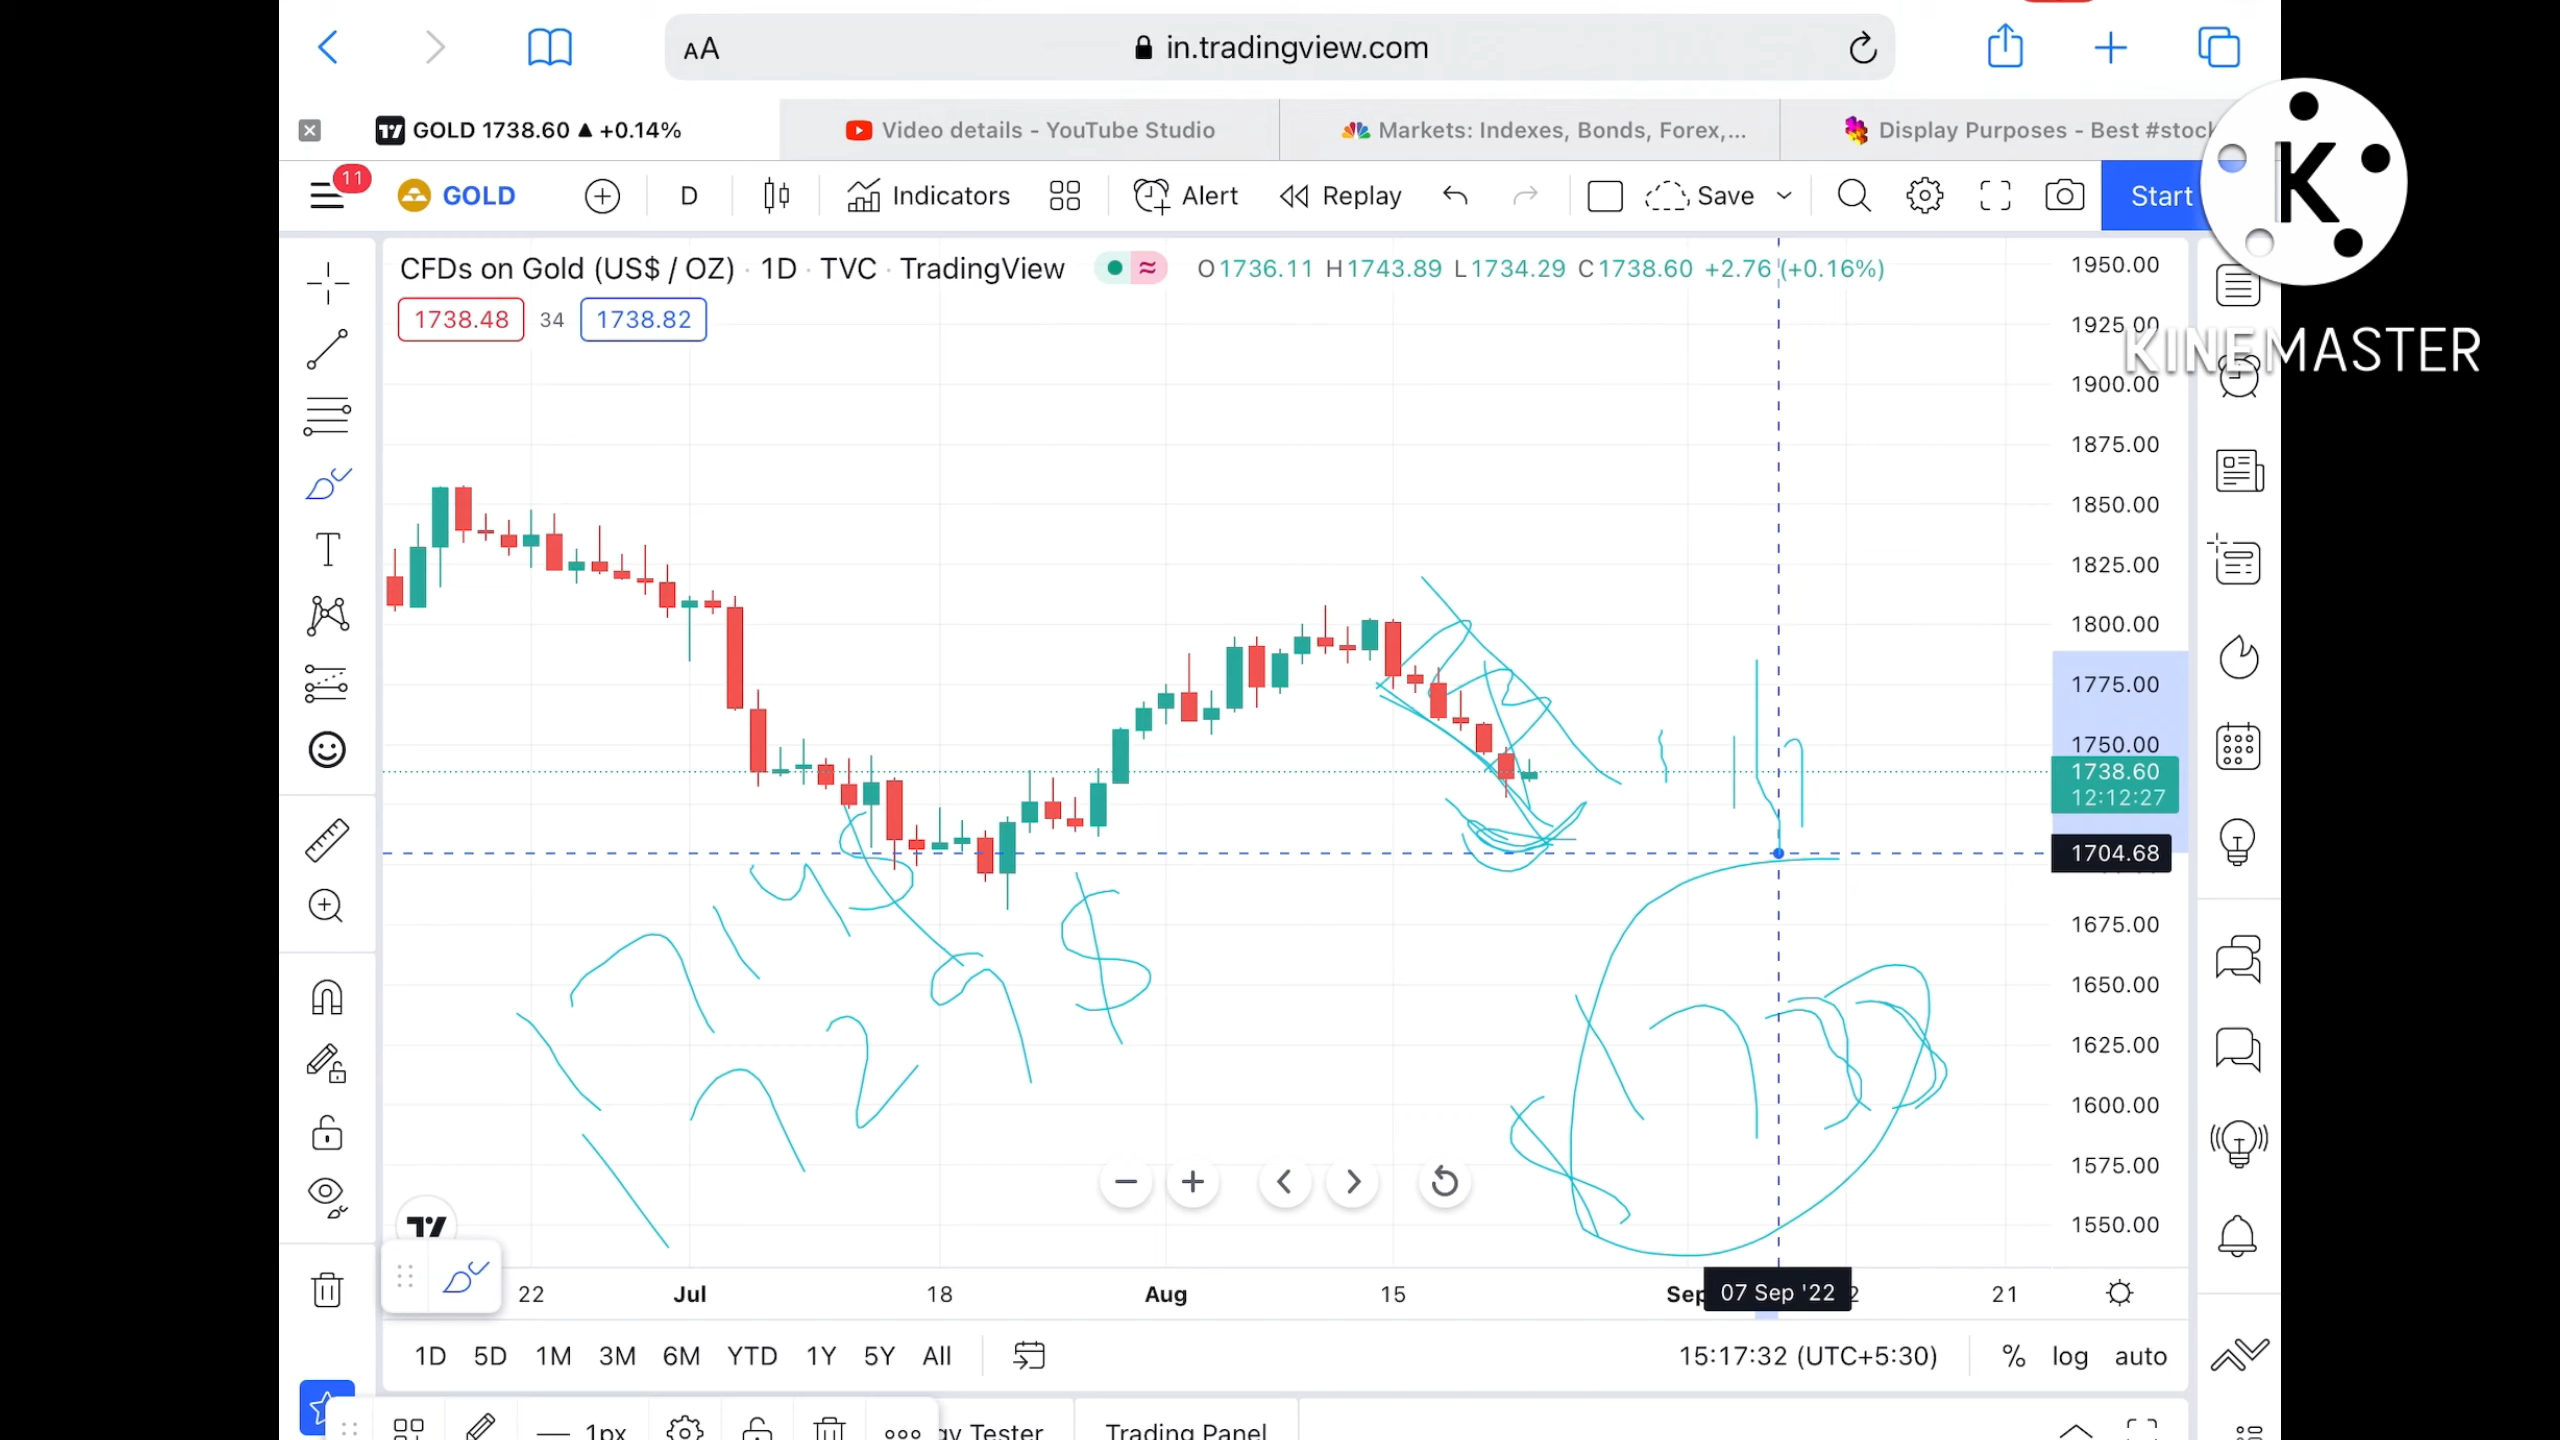 AA in.tradingview.com
GOLD 1738.60 ▲ +0.14% Video details - YouTube Studio Markets: Indexes, Bonds, Forex,... Display Purposes - Best #stock
11 GOLD D Indicators Alert Replay Save Start
K
KINEMASTER
CFDs on Gold (US$ / OZ) · 1D · TVC · TradingView O1736.11 H1743.89 L1734.29 C1738.60 +2.76 (+0.16%)
1738.48 34 1738.82
1950.00
1925.00
1900.00
1875.00
1850.00
1825.00
1800.00
1775.00
1750.00
1738.60
12:12:27
1704.68
1675.00
1650.00
1625.00
1600.00
1575.00
1550.00
$
22 Jul 18 Aug 15 Sep 07 Sep '22 2 21
1D 5D 1M 3M 6M YTD 1Y 5Y All 15:17:32 (UTC+5:30) % log auto
1px gy Tester Trading Panel